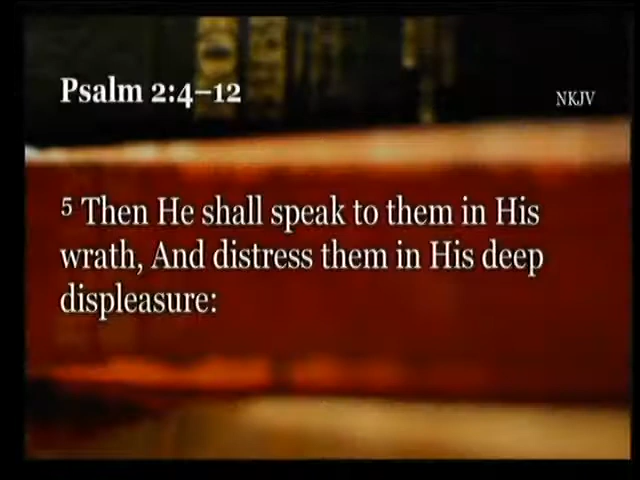 Psalm 2:4–12
NKJV
5 Then He shall speak to them in His
wrath, And distress them in His deep
displeasure: